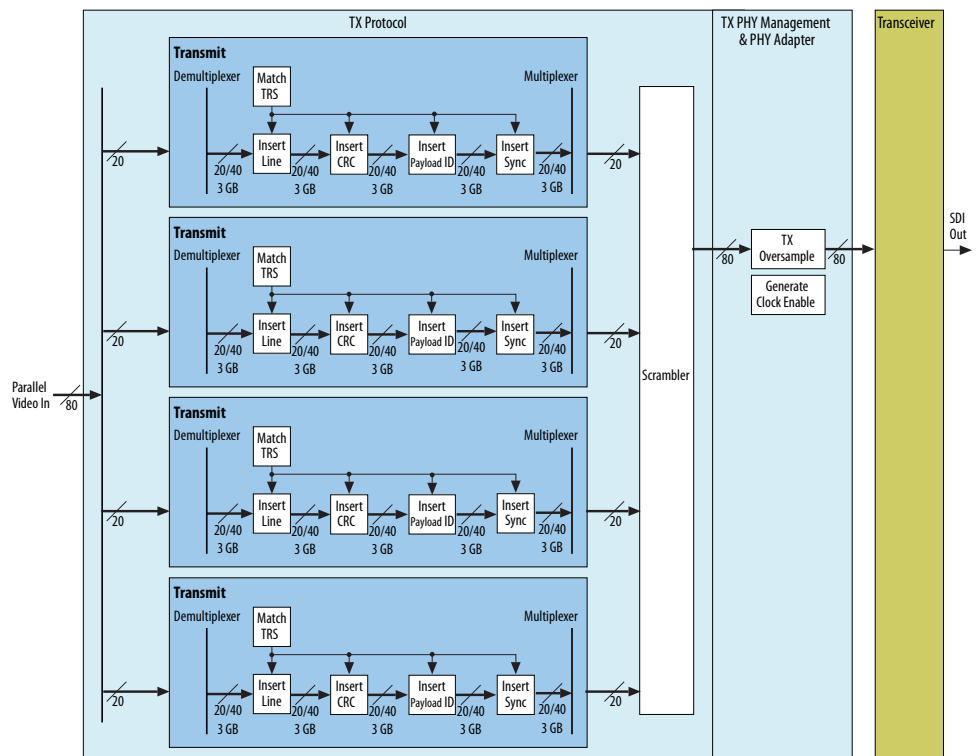 TX Protocol
TX PHY Management
& PHY Adapter
Transceiver
Transmit
Demultiplexer
Multiplexer
Match
TRS
Insert
Line
Insert
CRC
Insert
Payload ID
Insert
Sync
20
20/40
3 GB
20/40
3 GB
20/40
3 GB
20/40
3 GB
20/40
3 GB
20
Transmit
Demultiplexer
Multiplexer
Match
TRS
Insert
Line
Insert
CRC
Insert
Payload ID
Insert
Sync
20
20/40
3 GB
20/40
3 GB
20/40
3 GB
20/40
3 GB
20/40
3 GB
20
Parallel
Video In
80
Transmit
Demultiplexer
Multiplexer
Match
TRS
Insert
Line
Insert
CRC
Insert
Payload ID
Insert
Sync
20
20/40
3 GB
20/40
3 GB
20/40
3 GB
20/40
3 GB
20/40
3 GB
20
Transmit
Demultiplexer
Multiplexer
Match
TRS
Insert
Line
Insert
CRC
Insert
Payload ID
Insert
Sync
20
20/40
3 GB
20/40
3 GB
20/40
3 GB
20/40
3 GB
20/40
3 GB
20
Scrambler
80
TX
Oversample
80
Generate
Clock Enable
SDI
Out